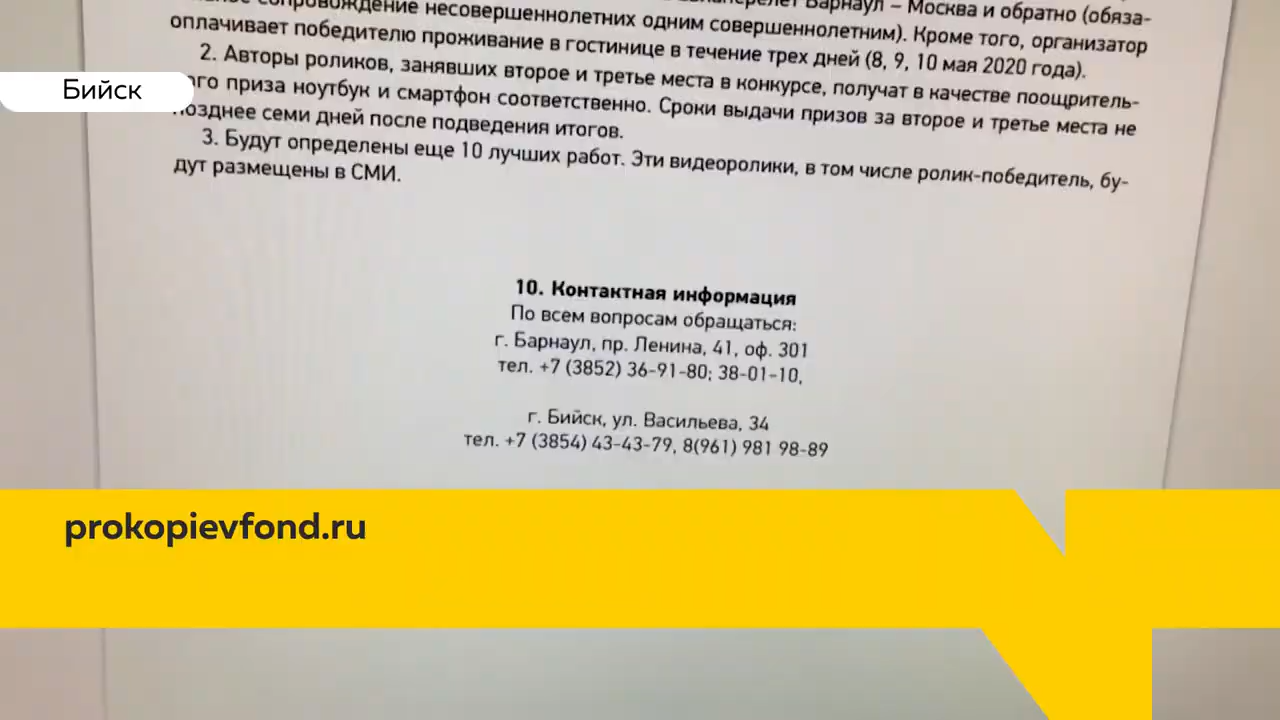 сопровождение несовершеннолетних одним совершеннолетним). Кроме того, организатор
Барнаул – Москва и обратно (обяза-
оплачивает победителю проживание в гостинице в течение трех дней (8, 9, 10 мая 2020 года).
2. Авторы роликов, занявших второе и третье места в конкурсе, получат в качестве поощритель-
Бийск
приза ноутбук и смартфон соответственно. Сроки выдачи призов за второе и третье места не
позднее семи дней после подведения итогов.
3. Будут определены еще 10 лучших работ. Эти видеоролики, в том числе ролик-победитель, бу-
дут размещены в СМИ.
10. Контактная информация
По всем вопросам обращаться:
г. Барнаул, пр. Ленина, 41, оф. 301
тел. +7 (3852) 36-91-80; 38-01-10,
г. Бийск, ул. Васильева, 34
тел. +7 (3854) 43-43-79, 8(961) 981 98-89
prokopievfond.ru